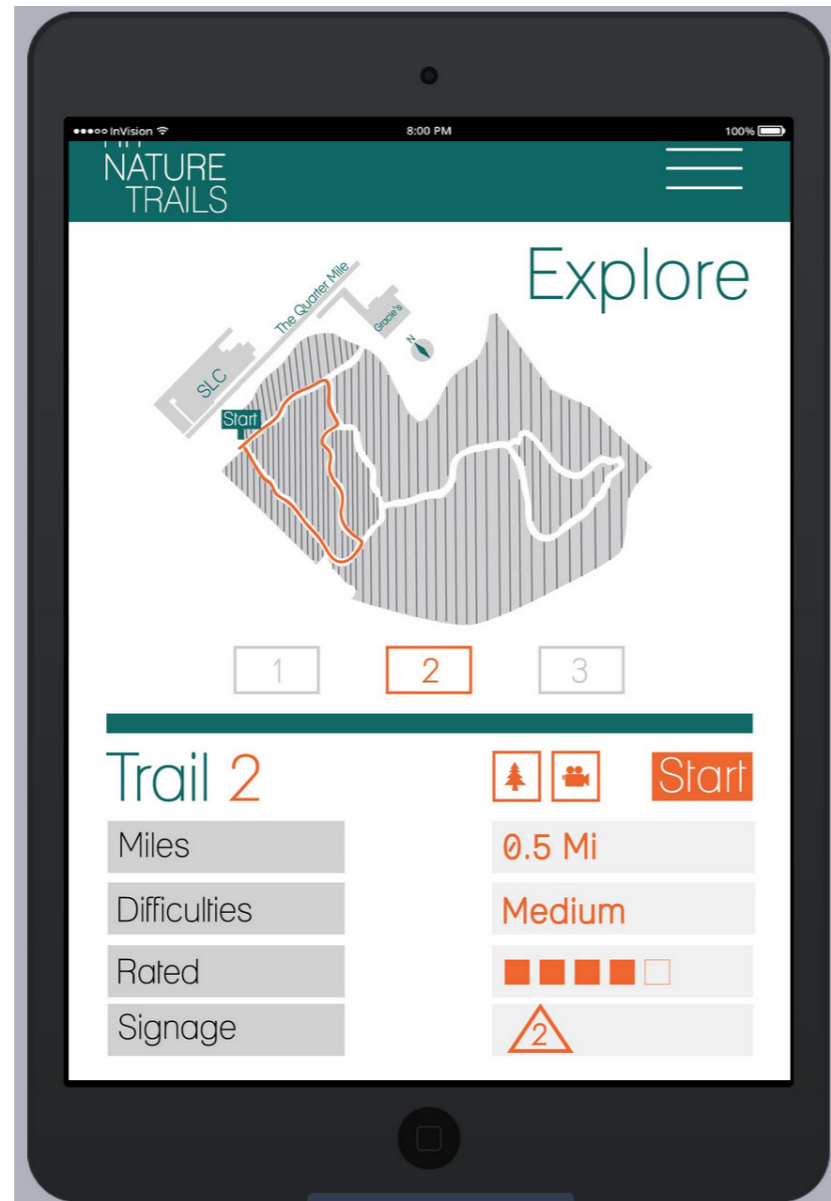 InVision
8:00 PM
100%
NATURE
TRAILS
Explore
The Quarter Mile
Gracie's
N
SLC
Start
1
2
3
Trail 2
Start
Miles
0.5 Mi
Difficulties
Medium
Rated
Signage
2